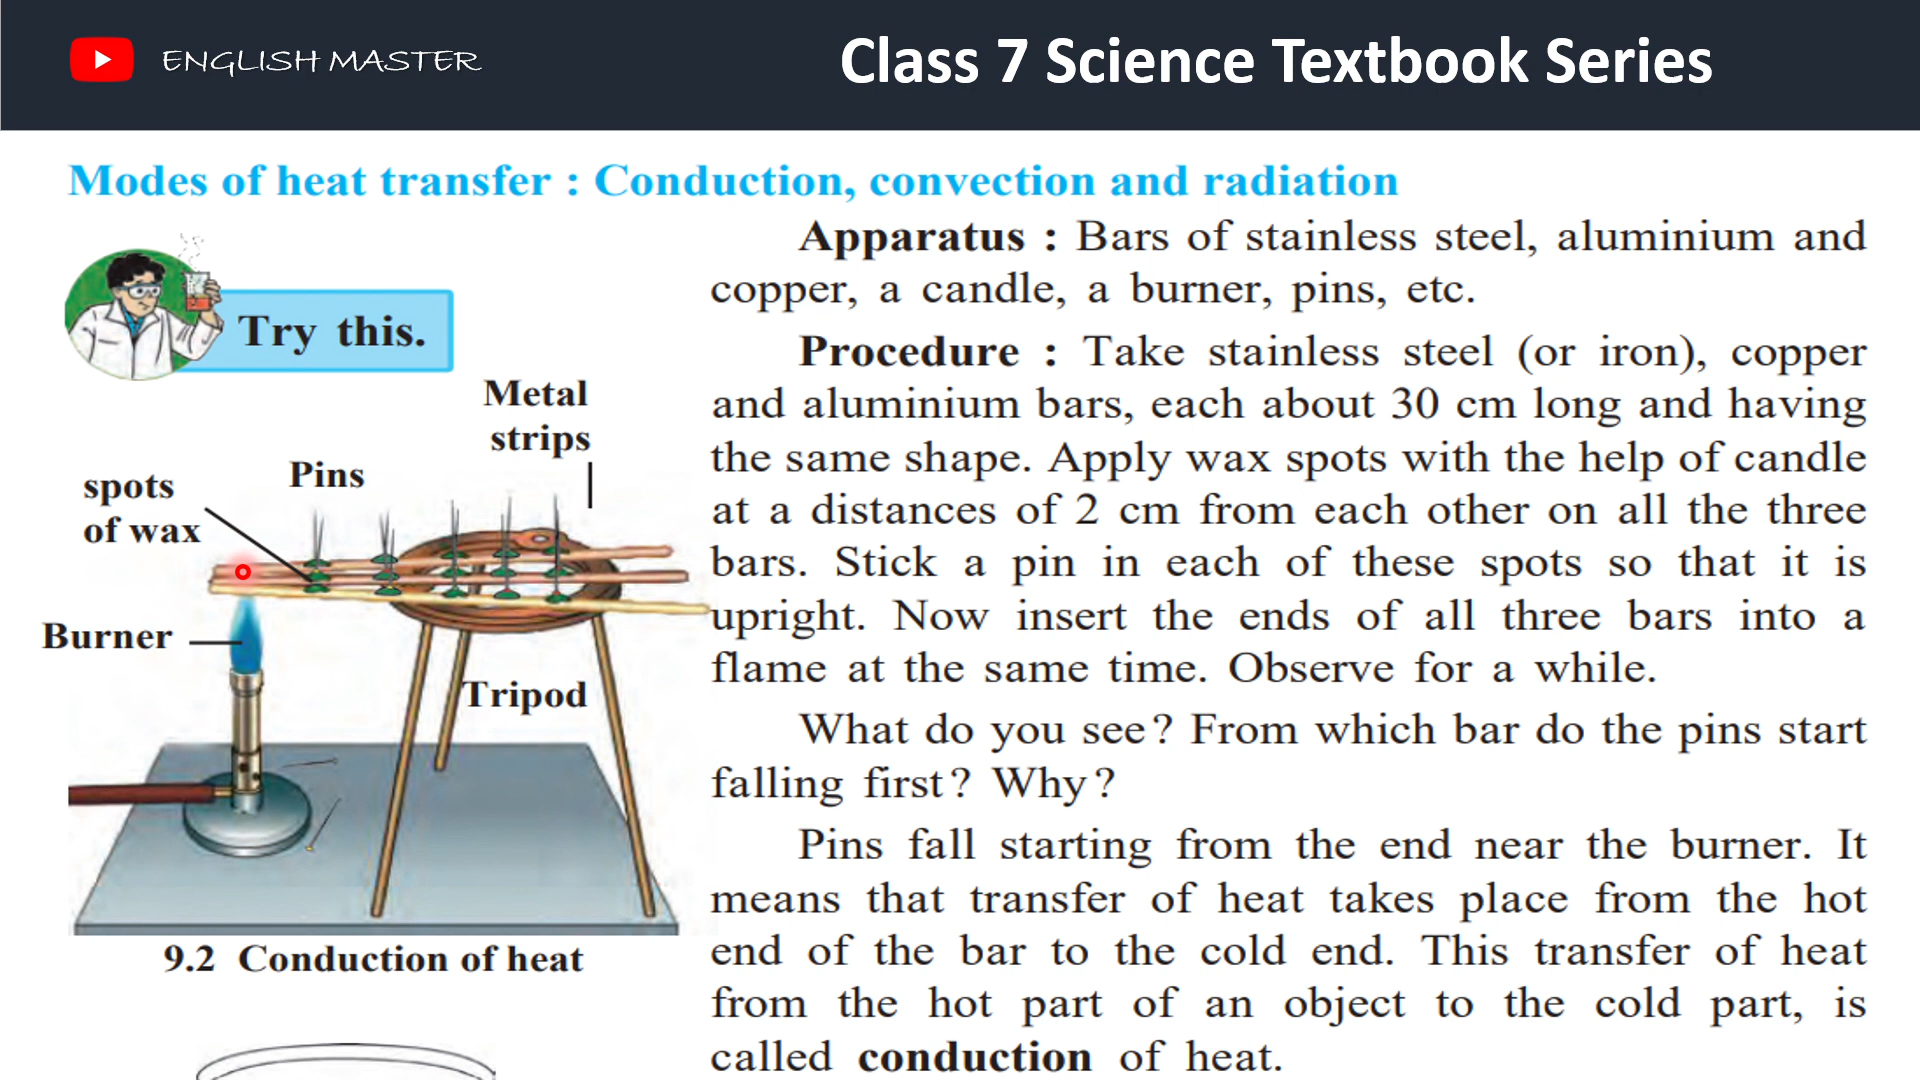 ENGLISH MASTER
Class 7 Science Textbook Series
Modes of heat transfer : Conduction, convection and radiation
Try this.
Metal
strips
Pins
spots
of wax
Burner
Tripod
9.2 Conduction of heat
Apparatus : Bars of stainless steel, aluminium and
copper, a candle, a burner, pins, etc.
Procedure : Take stainless steel (or iron), copper
and aluminium bars, each about 30 cm long and having
the same shape. Apply wax spots with the help of candle
at a distances of 2 cm from each other on all the three
bars. Stick a pin in each of these spots so that it is
upright. Now insert the ends of all three bars into a
flame at the same time. Observe for a while.
What do you see? From which bar do the pins start
falling first? Why?
Pins fall starting from the end near the burner. It
means that transfer of heat takes place from the hot
end of the bar to the cold end. This transfer of heat
from the hot part of an object to the cold part, is
called conduction of heat.